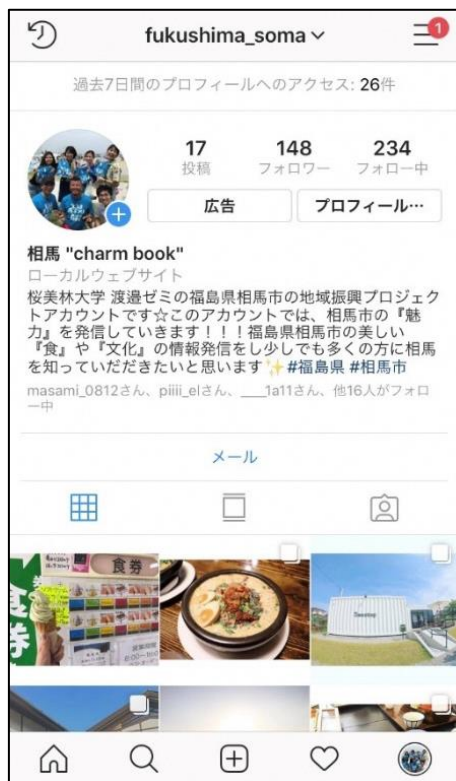 fukushima_soma
1
過去7日間のプロフィールへのアクセス: 26件
17 148 234
投稿 フォロワー フォロー中
広告 プロフィール…
相馬 "charm book"
ローカルウェブサイト
桜美林大学 渡邉ゼミの福島県相馬市の地域振興プロジェク
トアカウントです☆このアカウントでは、相馬市の『魅
力』を発信していきます！！！福島県相馬市の美しい
『食』や『文化』の情報発信をし少しでも多くの方に相馬
を知っていだだきたいと思います✨ #福島県 #相馬市
masami_0812さん、piiii_elさん、___1a11さん、他16人がフォロ
ー中
メール
食券